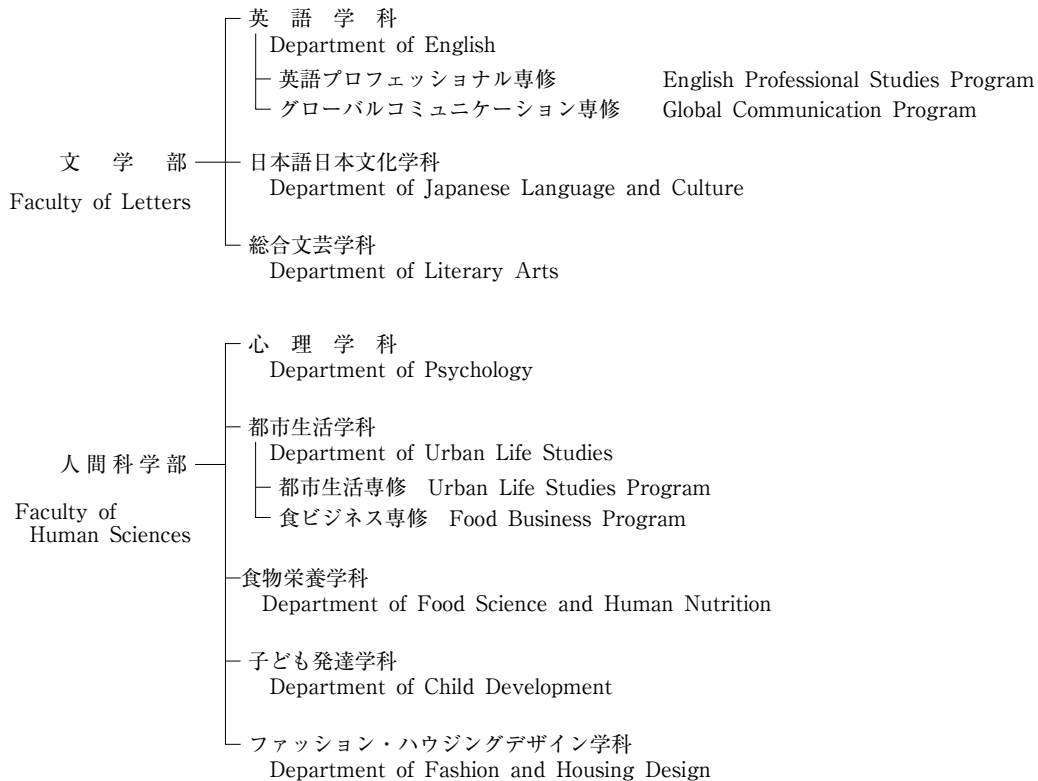 英語学科
Department of English
英語プロフェッショナル専修 English Professional Studies Program
グローバルコミュニケーション専修 Global Communication Program
文学部
Faculty of Letters
日本語日本文化学科
Department of Japanese Language and Culture
総合文芸学科
Department of Literary Arts
心理学科
Department of Psychology
都市生活学科
Department of Urban Life Studies
人間科学部
都市生活専修 Urban Life Studies Program
食ビジネス専修 Food Business Program
Faculty of
Human Sciences
食物栄養学科
Department of Food Science and Human Nutrition
子ども発達学科
Department of Child Development
ファッション・ハウジングデザイン学科
Department of Fashion and Housing Design